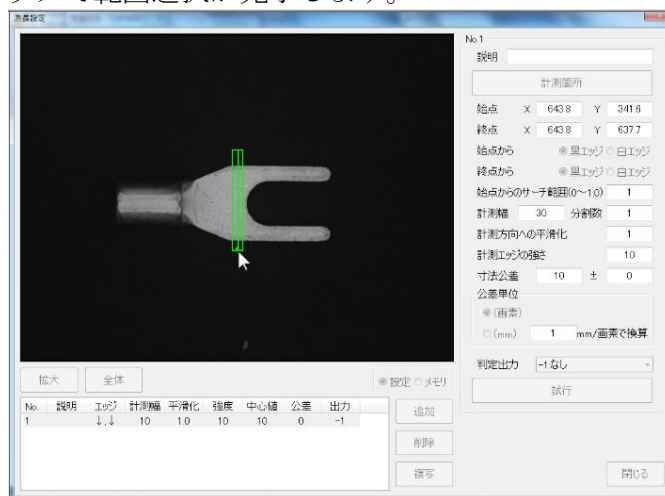 クで範囲選択が完了します。
測長設定
No.1
説明
計測箇所
始点 X 643.8 Y 341.6
終点 X 643.8 Y 637.7
始点から 黒エッジ 白エッジ
終点から 黒エッジ 白エッジ
始点からのサーチ範囲(0～1.0) 1
計測幅 30 分割数 1
計測方向への平滑化 1
計測エッジの強さ 10
寸法公差 10 ± 0
公差単位
(画素)
(mm) 1 mm/画素で換算
判定出力 -1:なし
試行
拡大 全体 設定 メモリ
No. 説明 エッジ 計測幅 平滑化 強度 中心値 公差 出力
1 ↓,↓ 10 1.0 10 10 0 -1
追加
削除
複写
閉じる